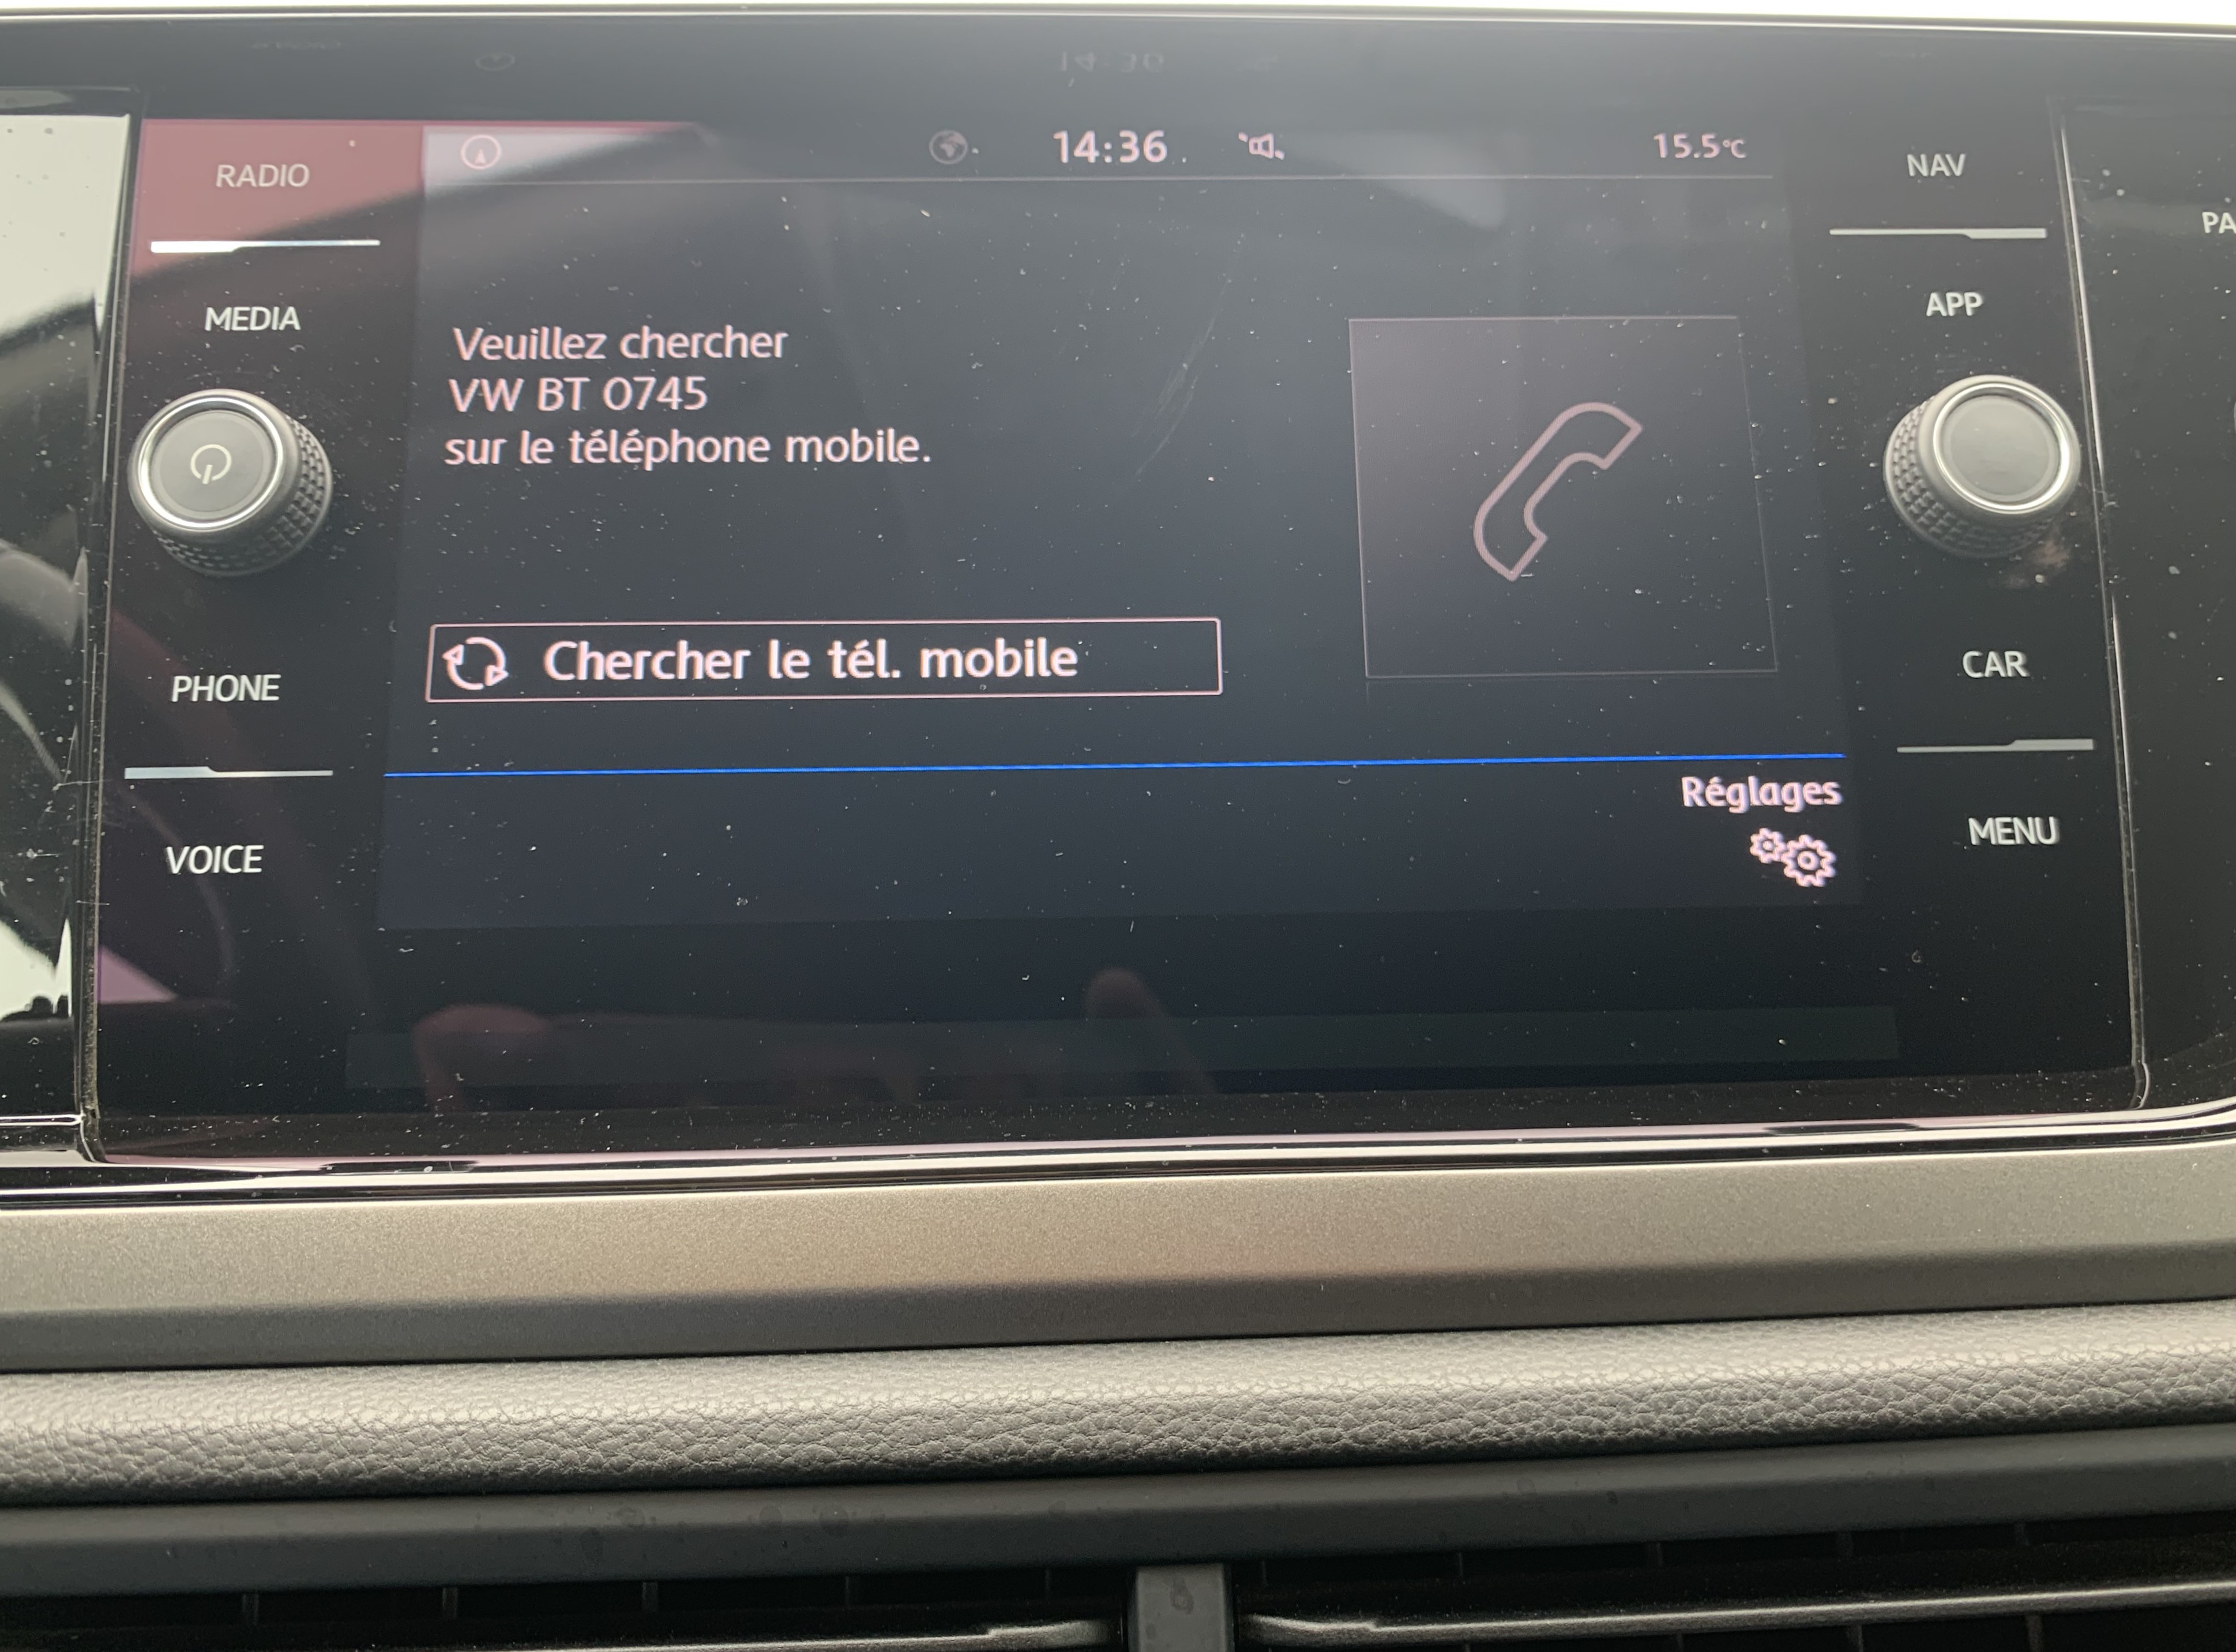 RADIO
14:36
15.5°C
NAV
MEDIA
APP
Veuillez chercher
VW BT 0745
sur le téléphone mobile.
Chercher le tél. mobile
PHONE
CAR
Réglages
VOICE
MENU